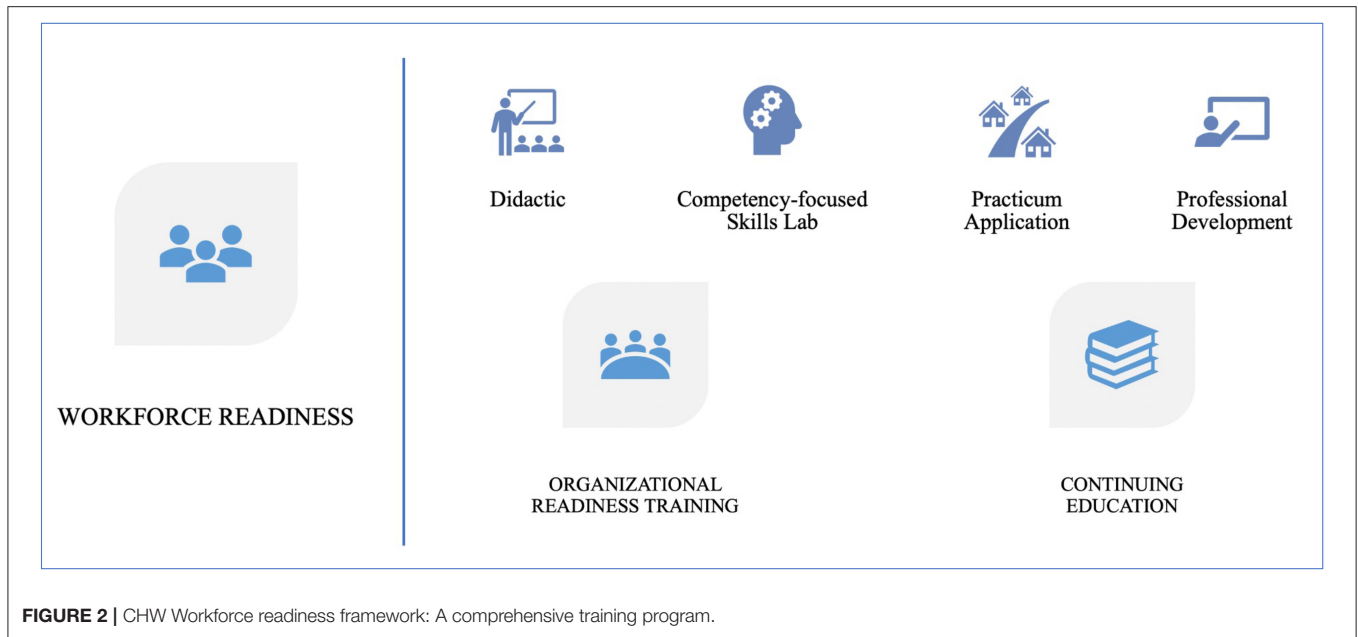 Didactic
Competency-focused
Skills Lab
Practicum
Application
Professional
Development
WORKFORCE READINESS
ORGANIZATIONAL
READINESS TRAINING
CONTINUING
EDUCATION
FIGURE 2 | CHW Workforce readiness framework: A comprehensive training program.